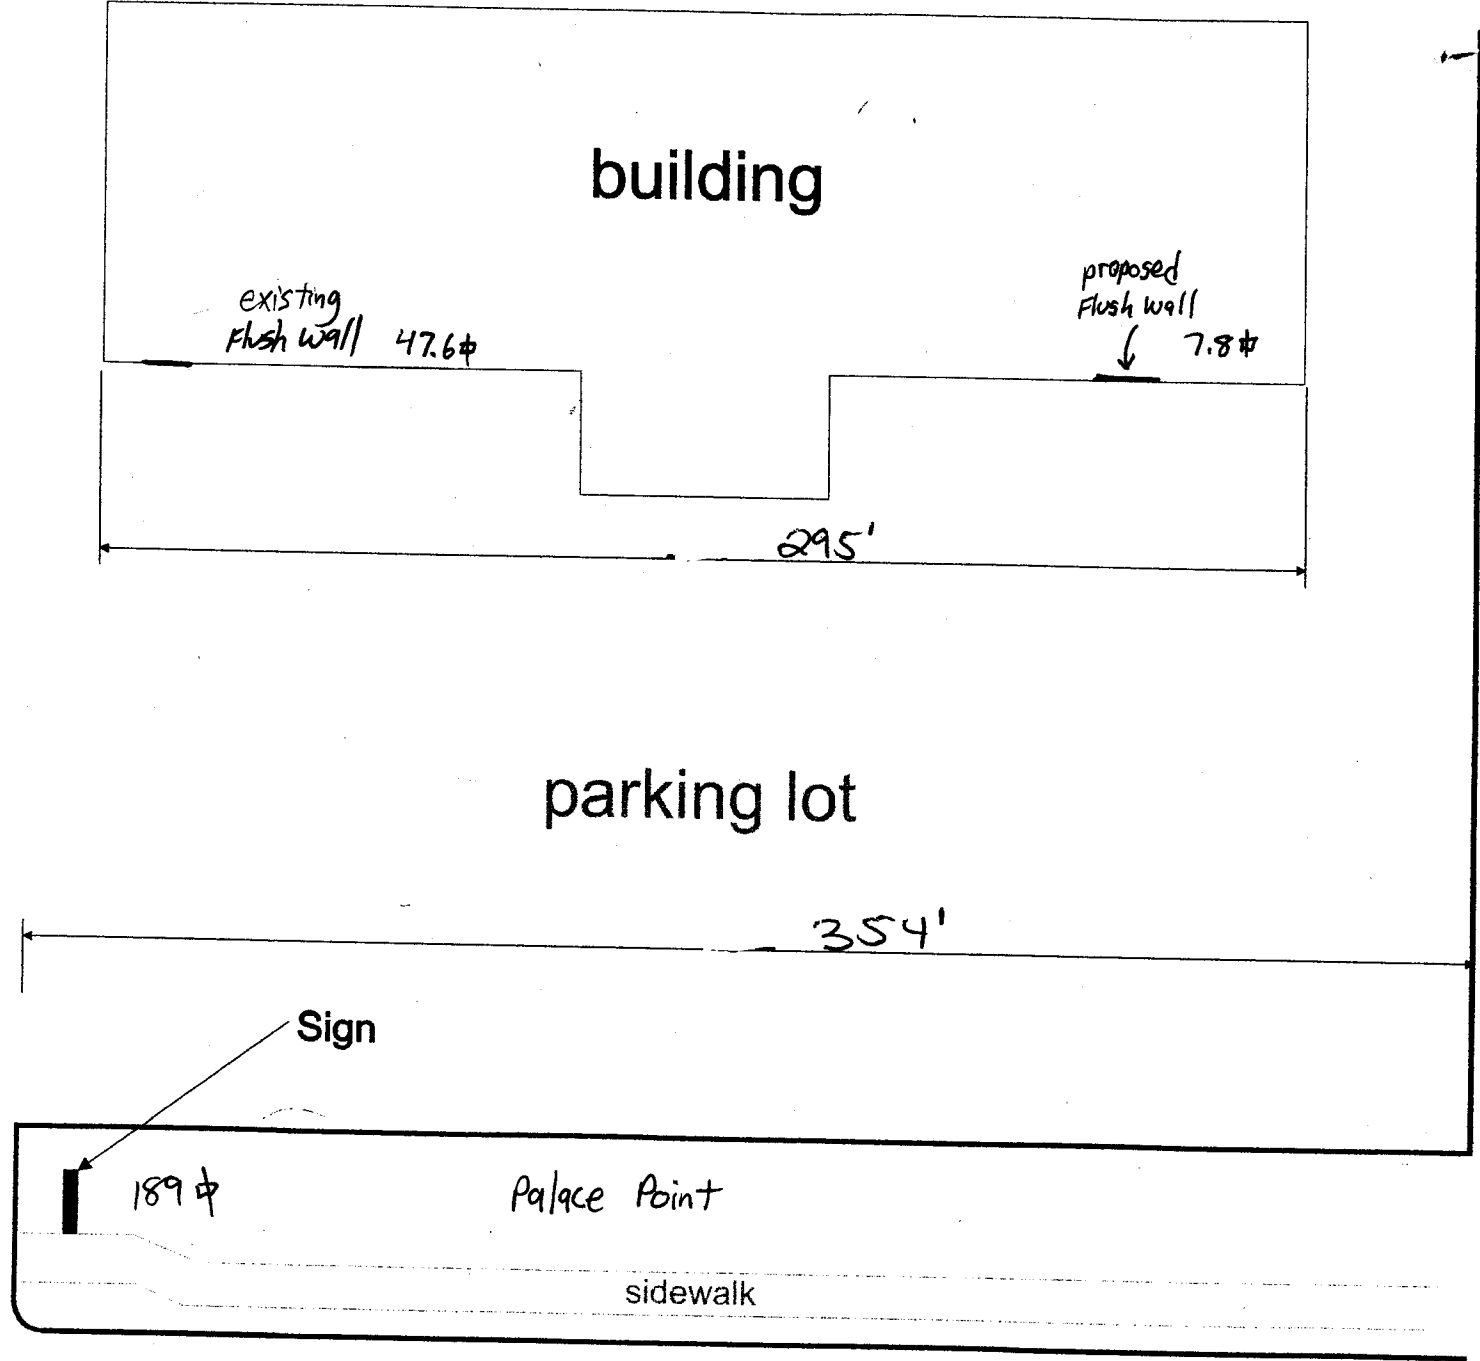 building
existing
Flush Wall 47.6⌽
proposed
Flush Wall
7.8⌽
295'
parking lot
354'
Sign
189⌽
Palace Point
sidewalk